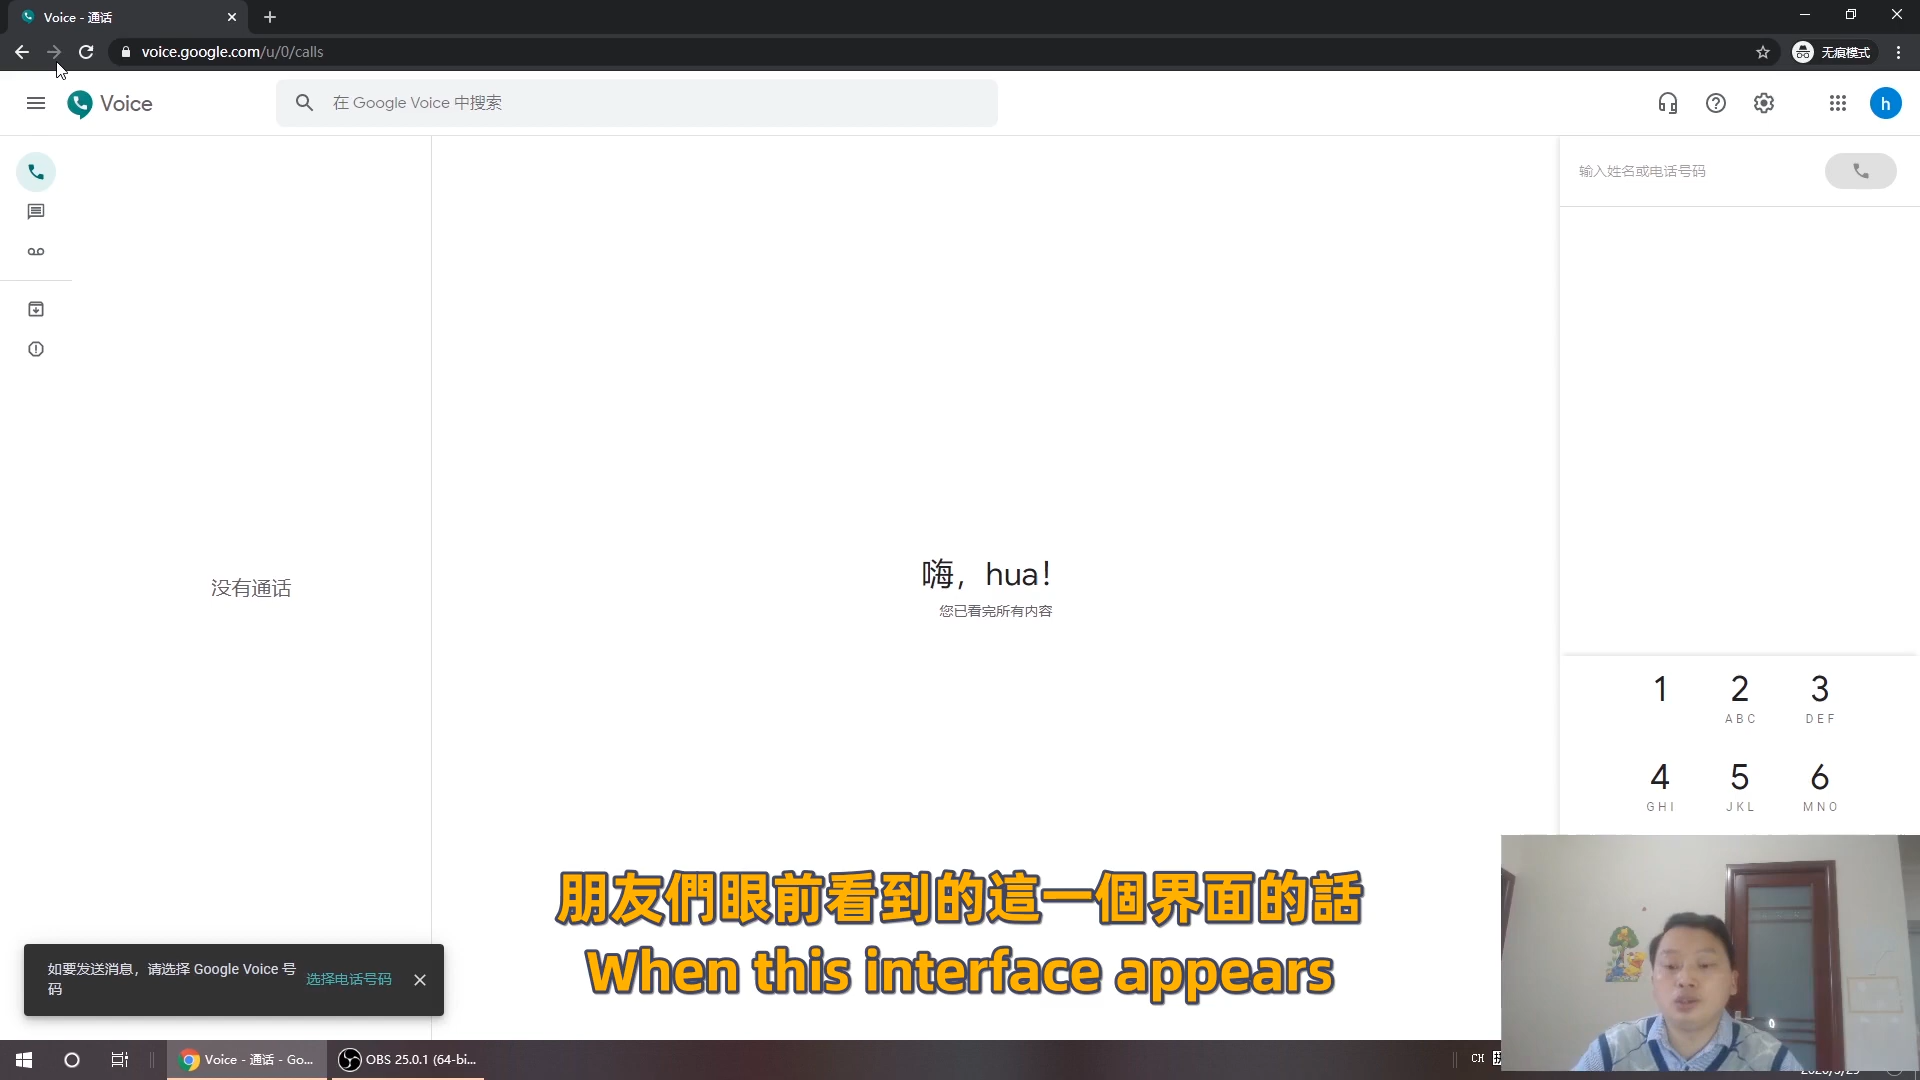 Voice - 通话
voice.google.com/u/0/calls
无痕模式
Voice
在 Google Voice 中搜索
h
输入姓名或电话号码
没有通话
嗨，hua！
您已看完所有内容
1
2
3
ABC
DEF
4
5
6
GHI
JKL
MNO
朋友們眼前看到的這一個界面的話
When this interface appears
如要发送消息，请选择 Google Voice 号
码
选择电话号码
Voice - 通话 - Go...
OBS 25.0.1 (64-bi...
CH